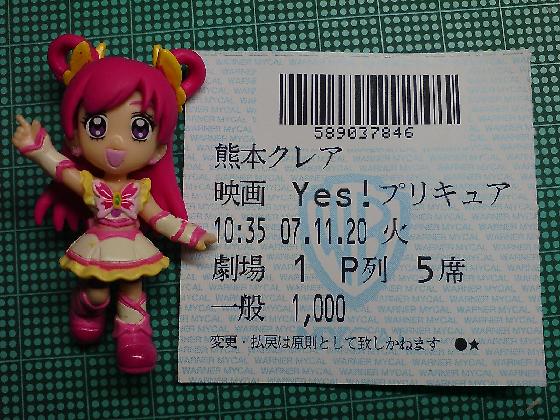 589037846
熊本クレア
映画 Yes!プリキュア
10:35 07.11.20 火
劇場 1 P列 5席
一般 1,000
変更・払戻は原則として致しかねます ●★
WARNER MYCAL